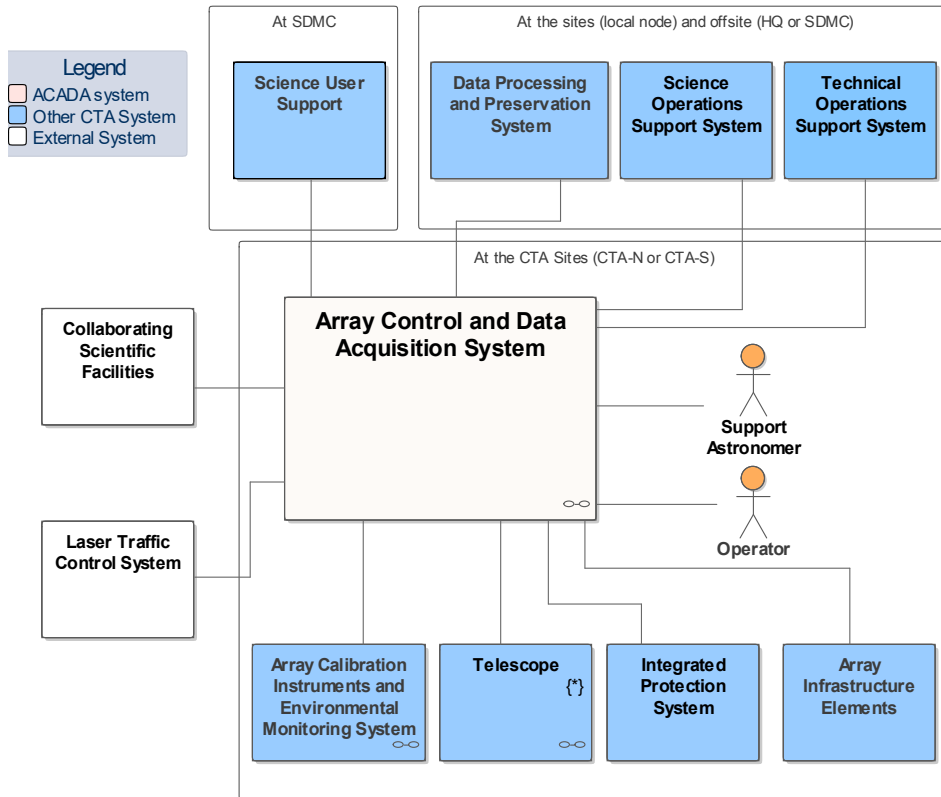 At SDMC
At the sites (local node) and offsite (HQ or SDMC)
Legend
ACADA system
Other CTA System
External System
Science User
Support
Data Processing
and Preservation
System
Science
Operations
Support System
Technical
Operations
Support System
At the CTA Sites (CTA-N or CTA-S)
Array Control and Data
Acquisition System
Collaborating
Scientific
Facilities
Support
Astronomer
Laser Traffic
Control System
Operator
Array Calibration
Instruments and
Environmental
Monitoring System
Telescope
{*}
Integrated
Protection
System
Array
Infrastructure
Elements